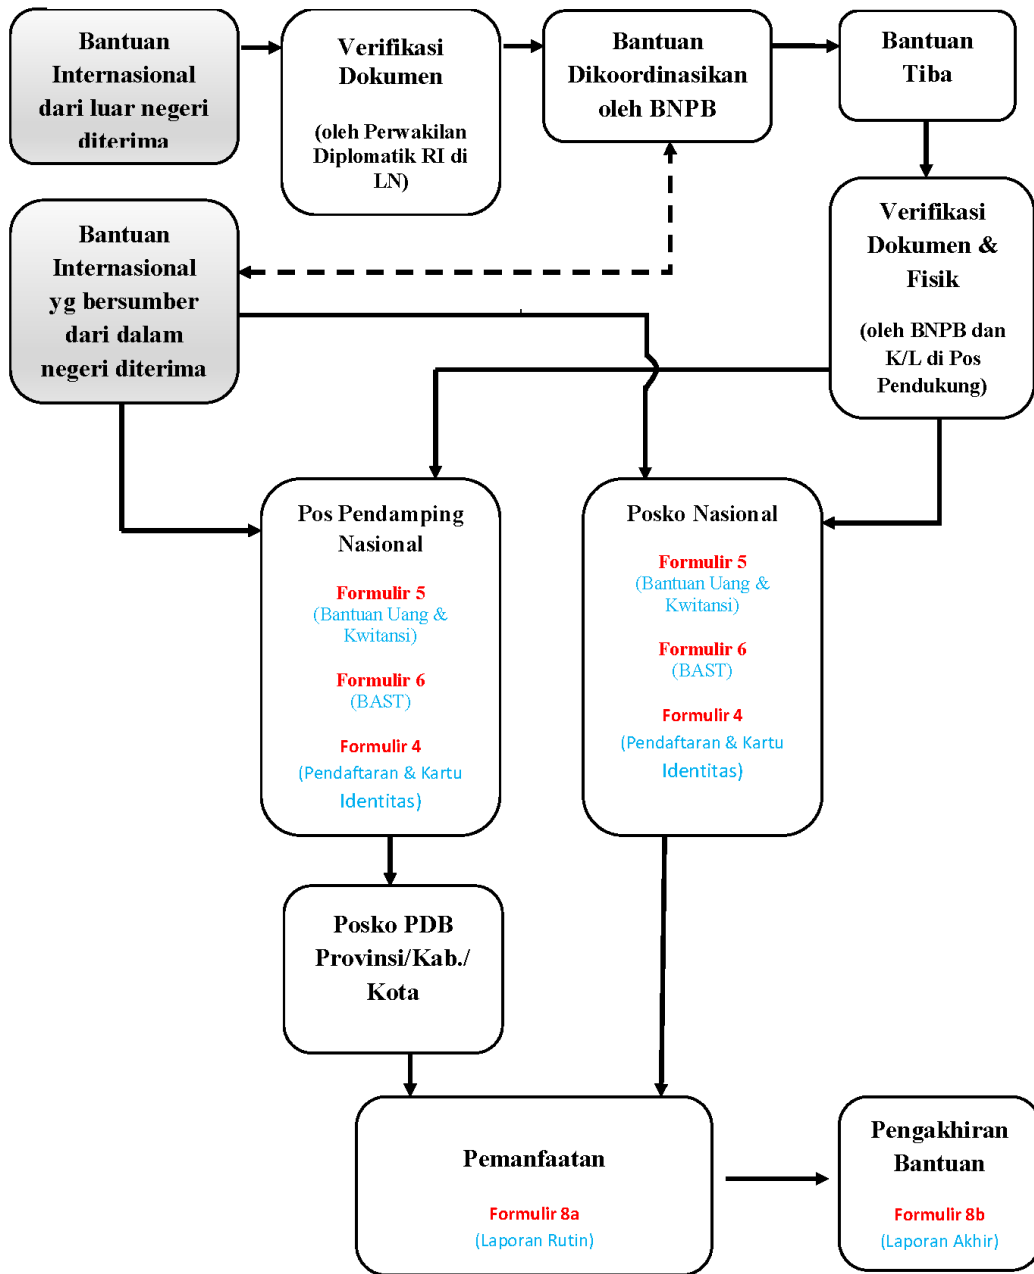 Bantuan
Internasional
dari luar negeri
diterima
Verifikasi
Dokumen
(oleh Perwakilan
Diplomatik RI di
LN)
Bantuan
Dikoordinasikan
oleh BNPB
Bantuan
Tiba
Bantuan
Internasional
yg bersumber
dari dalam
negeri diterima
Verifikasi
Dokumen &
Fisik
(oleh BNPB dan
K/L di Pos
Pendukung)
Pos Pendamping
Nasional
Formulir 5
(Bantuan Uang &
Kwitansi)
Formulir 6
(BAST)
Formulir 4
(Pendaftaran & Kartu
Identitas)
Posko Nasional
Formulir 5
(Bantuan Uang &
Kwitansi)
Formulir 6
(BAST)
Formulir 4
(Pendaftaran & Kartu
Identitas)
Posko PDB
Provinsi/Kab./
Kota
Pemanfaatan
Formulir 8a
(Laporan Rutin)
Pengakhiran
Bantuan
Formulir 8b
(Laporan Akhir)